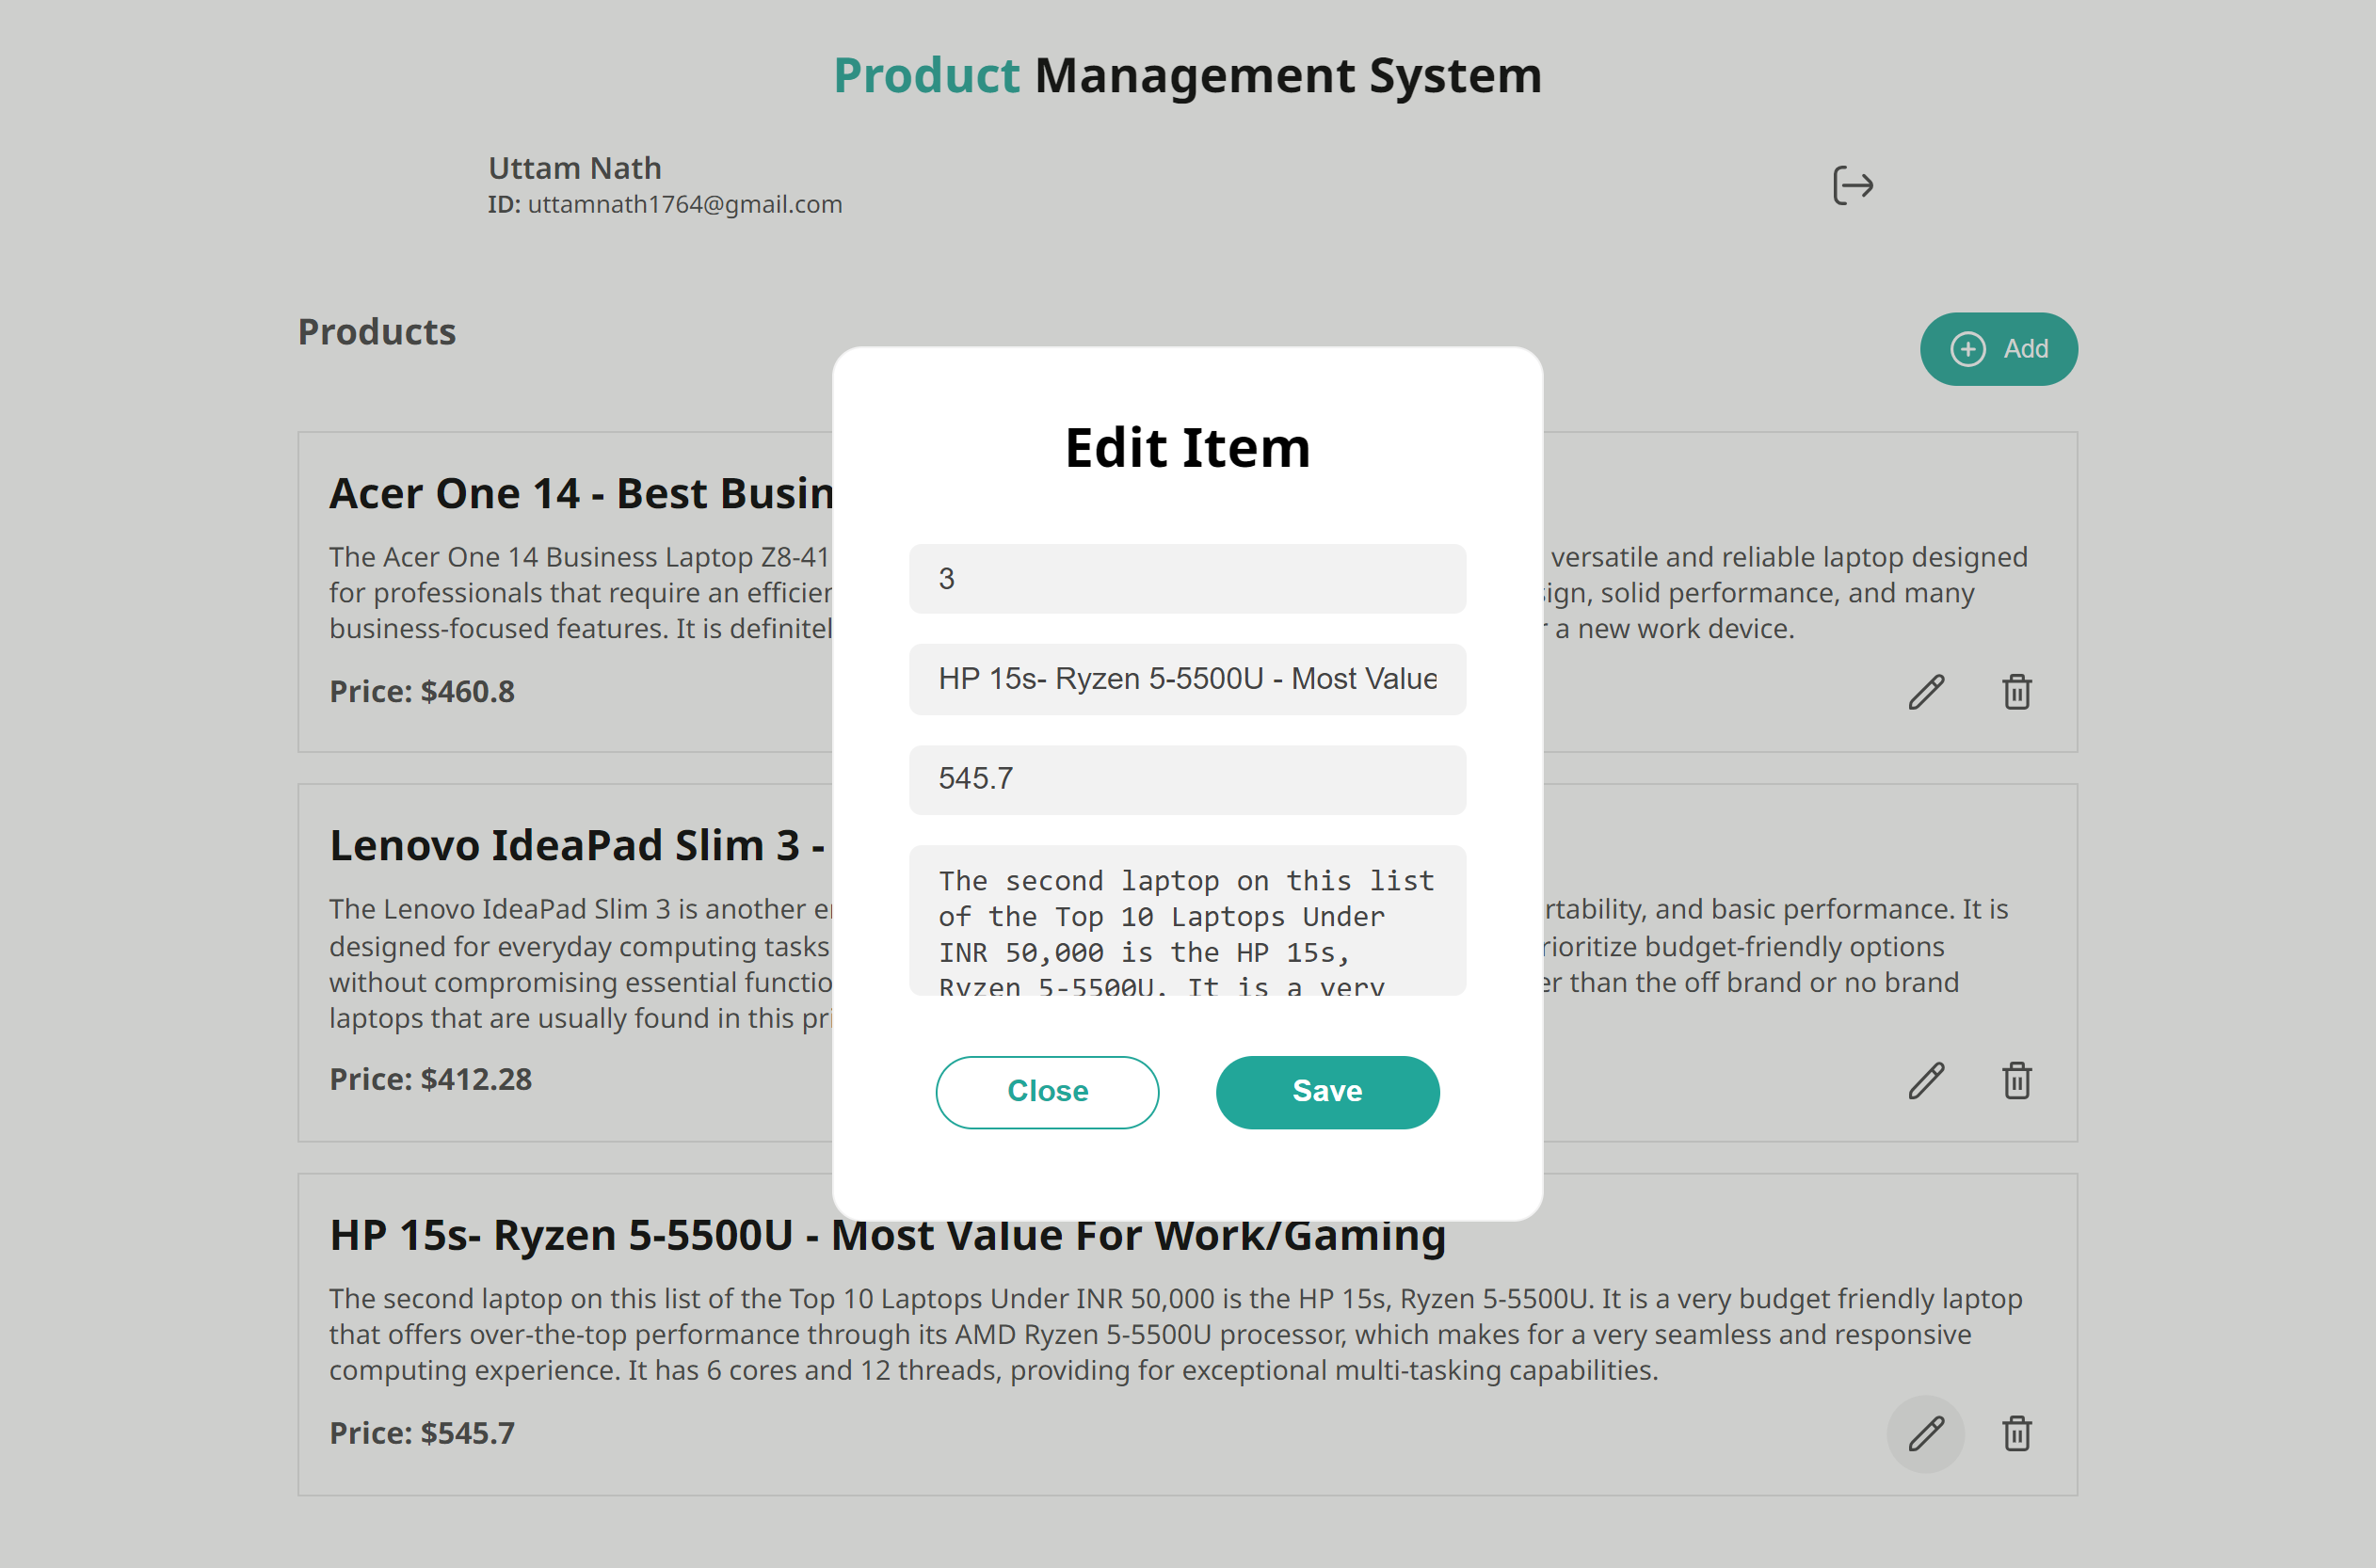 Product Management System
Uttam Nath
ID: uttamnath1764@gmail.com
Products
Add
Acer One 14 - Best Busin
The Acer One 14 Business Laptop Z8-41
versatile and reliable laptop designed
for professionals that require an efficien
sign, solid performance, and many
business-focused features. It is definitel
a new work device.
Price: $460.8
Lenovo IdeaPad Slim 3 -
The Lenovo IdeaPad Slim 3 is another en
rtability, and basic performance. It is
designed for everyday computing tasks
rioritize budget-friendly options
without compromising essential functio
er than the off brand or no brand
laptops that are usually found in this pri
Price: $412.28
Edit Item
3
HP 15s- Ryzen 5-5500U - Most Value
545.7
The second laptop on this list
of the Top 10 Laptops Under
INR 50,000 is the HP 15s,
Ryzen 5-5500U. It is a very
Close
Save
HP 15s- Ryzen 5-5500U - Most Value For Work/Gaming
The second laptop on this list of the Top 10 Laptops Under INR 50,000 is the HP 15s, Ryzen 5-5500U. It is a very budget friendly laptop
that offers over-the-top performance through its AMD Ryzen 5-5500U processor, which makes for a very seamless and responsive
computing experience. It has 6 cores and 12 threads, providing for exceptional multi-tasking capabilities.
Price: $545.7